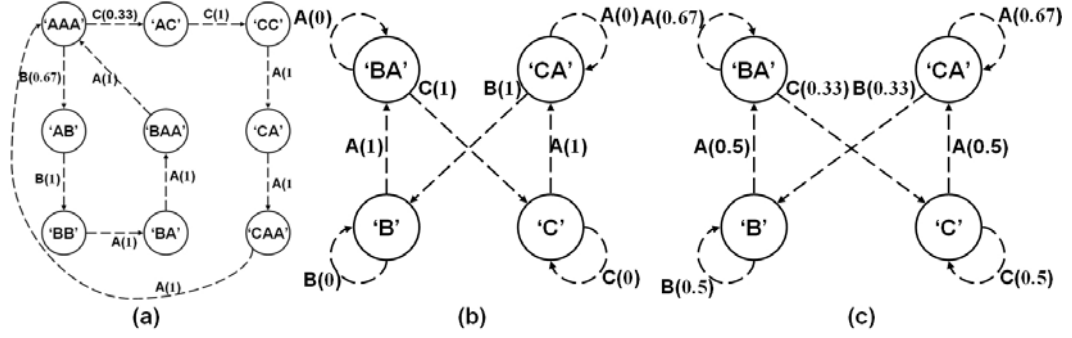 ‘AAA’ C(0.33) ‘AC’ C(1) ‘CC’
B(0.67) A(1) A(1
‘AB’ ‘BAA’ ‘CA’
B(1) A(1) A(1
‘BB’ A(1) ‘BA’ ‘CAA’
A(1)
(a)
A(0) A(0)
‘BA’ ‘CA’
C(1) B(1)
A(1) A(1)
‘B’ ‘C’
B(0) C(0)
(b)
A(0.67) A(0.67)
‘BA’ ‘CA’
C(0.33) B(0.33)
A(0.5) A(0.5)
‘B’ ‘C’
B(0.5) C(0.5)
(c)